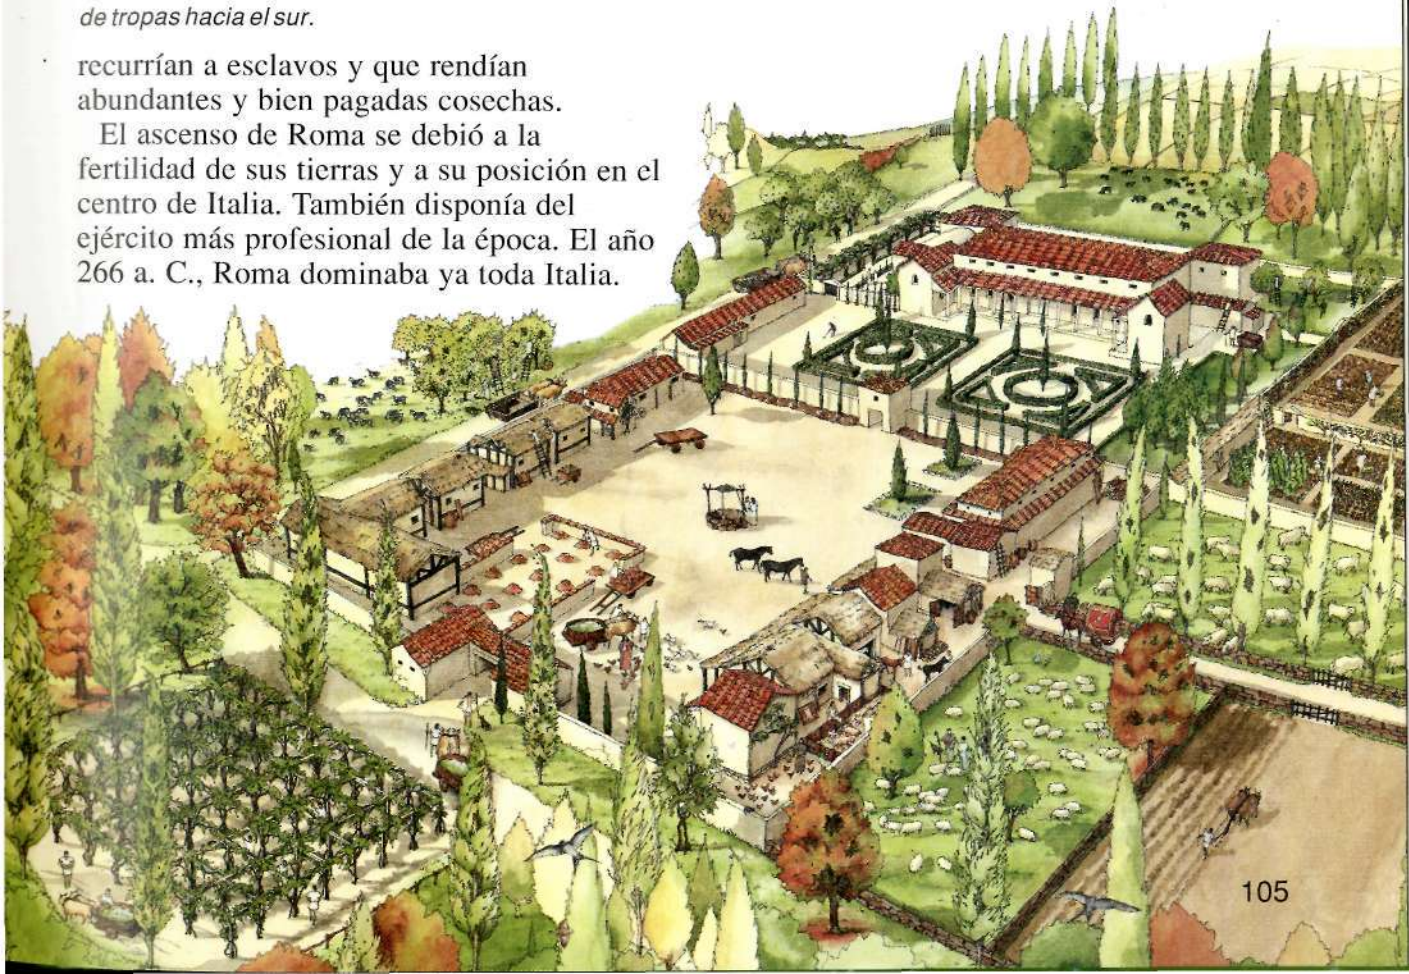 de tropas hacia el sur.
recurrían a esclavos y que rendían
abundantes y bien pagadas cosechas.
El ascenso de Roma se debió a la
fertilidad de sus tierras y a su posición en el
centro de Italia. También disponía del
ejército más profesional de la época. El año
266 a. C., Roma dominaba ya toda Italia.
105